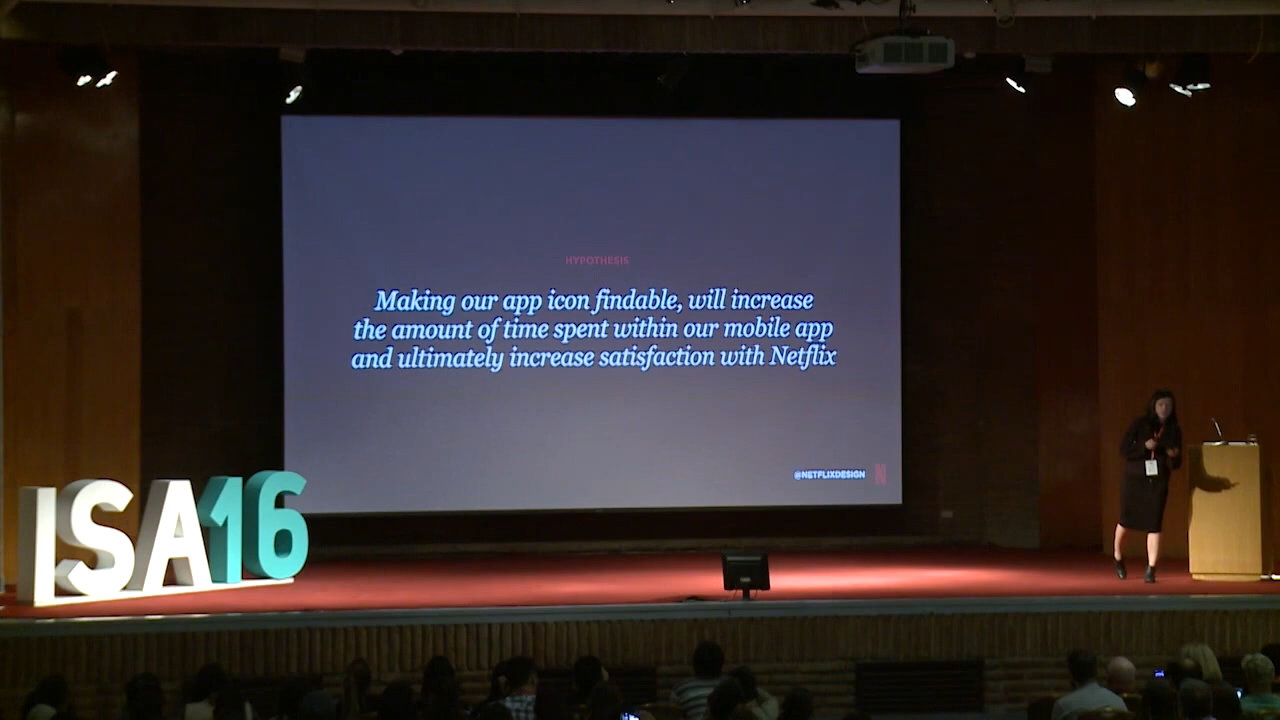 HYPOTHESIS
Making our app icon findable, will increase
the amount of time spent within our mobile app
and ultimately increase satisfaction with Netflix
@NETFLIXDESIGN
N
ISA16